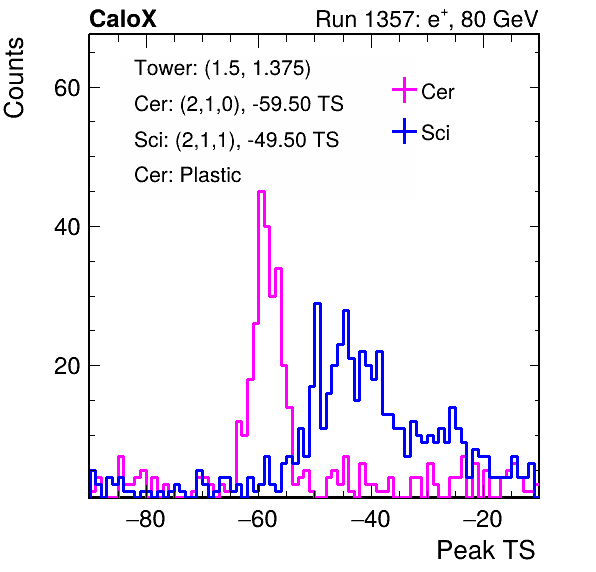 CaloX Run 1357: e⁺, 80 GeV
Counts
Tower: (1.5, 1.375)
Cer: (2,1,0), -59.50 TS
Sci: (2,1,1), -49.50 TS
Cer: Plastic
Cer
Sci
60
40
20
−80 −60 −40 −20
Peak TS